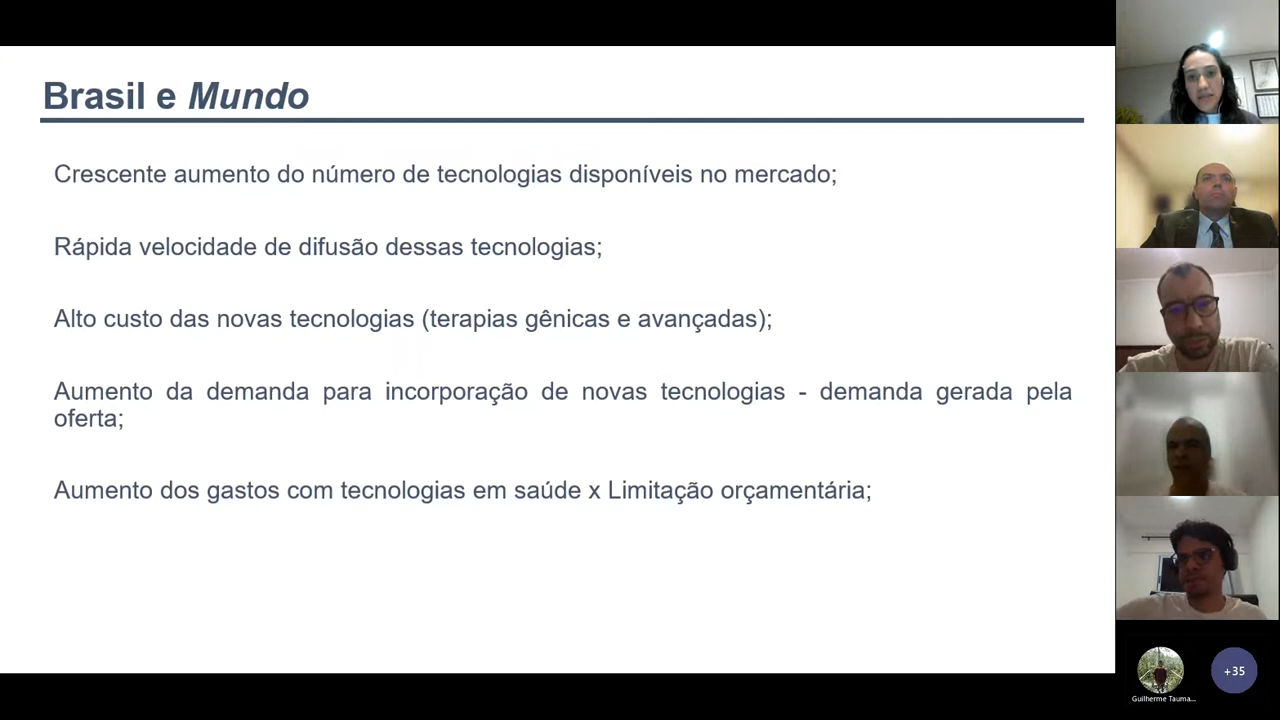 Brasil e Mundo
Crescente aumento do número de tecnologias disponíveis no mercado;
Rápida velocidade de difusão dessas tecnologias;
Alto custo das novas tecnologias (terapias gênicas e avançadas);
Aumento da demanda para incorporação de novas tecnologias - demanda gerada pela
oferta;
Aumento dos gastos com tecnologias em saúde x Limitação orçamentária;
+35
Guilherme Tauma...